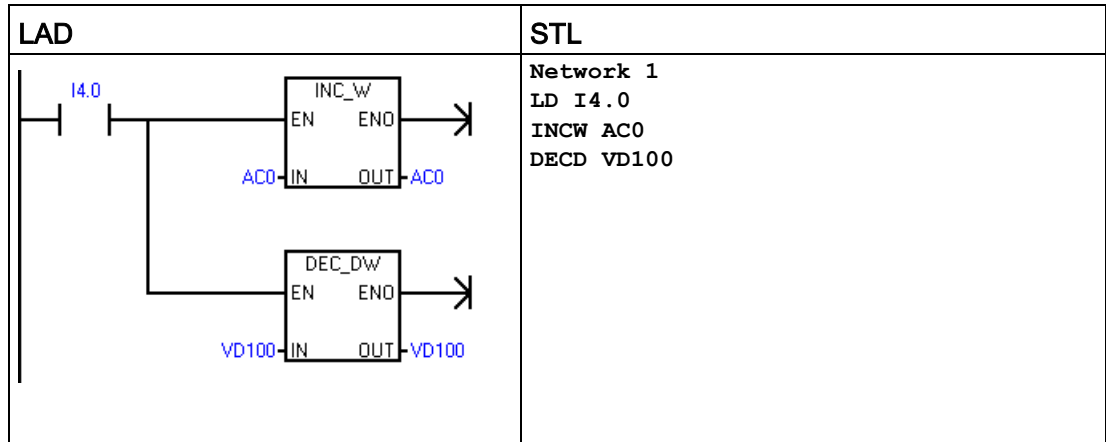 LAD
STL
I4.0
INC_W
EN ENO
AC0 IN OUT AC0
DEC_DW
EN ENO
VD100 IN OUT VD100
Network 1
LD I4.0
INCW AC0
DECD VD100